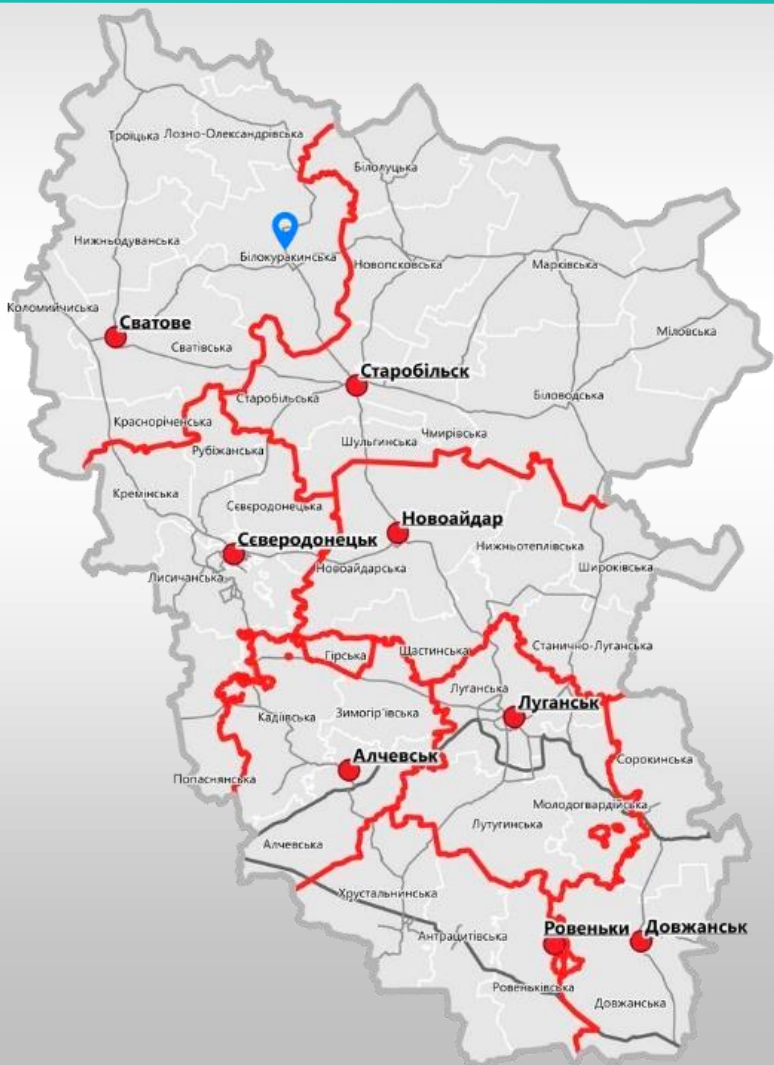 Троїцька
Лозно-Олександрівська
Білолуцька
Нижньодуванська
Білокуракинська
Новопсковська
Марківська
Коломийчиська
Сватове
Сватівська
Міловська
Старобільск
Старобільська
Біловодська
Красноріченська
Чмирівська
Шульгинська
Рубіжанська
Кремінська
Сєвєродонецька
Новоайдар
Сєверодонецьк
Нижньотеплівська
Новоайдарська
Широківська
Лисичанська
Станично-Луганська
Щастинська
Гірська
Луганська
Луганськ
Зимогір'ївська
Кадіївська
Алчевськ
Сорокинська
Попаснянська
Молодогвардійська
Лутугинська
Алчевська
Хрустальнинська
Ровеньки
Довжанськ
Антрацитівська
Ровеньківська
Довжанська